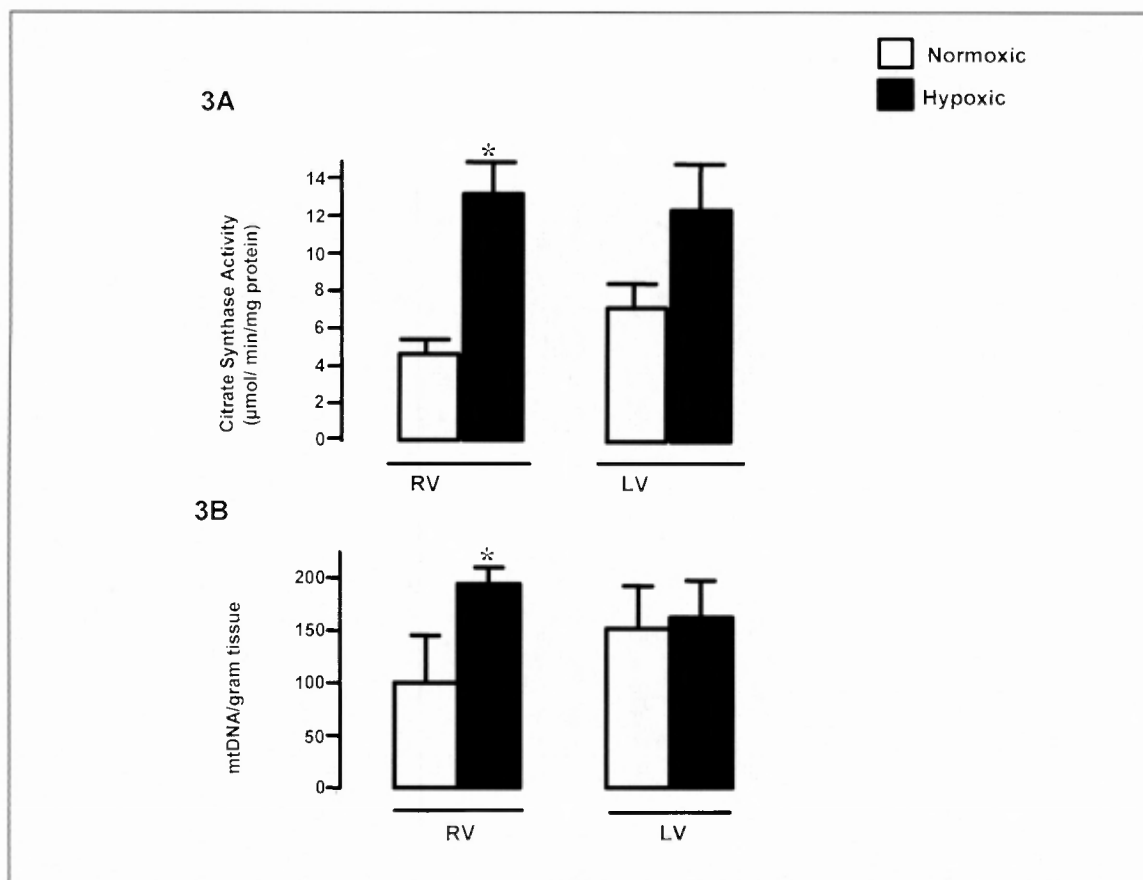 Normoxic
Hypoxic
3A
*
14
12
10
8
6
4
2
0
Citrate Synthase Activity
(µmol/ min/mg protein)
RV
LV
3B
*
200
150
100
50
0
mtDNA/gram tissue
RV
LV